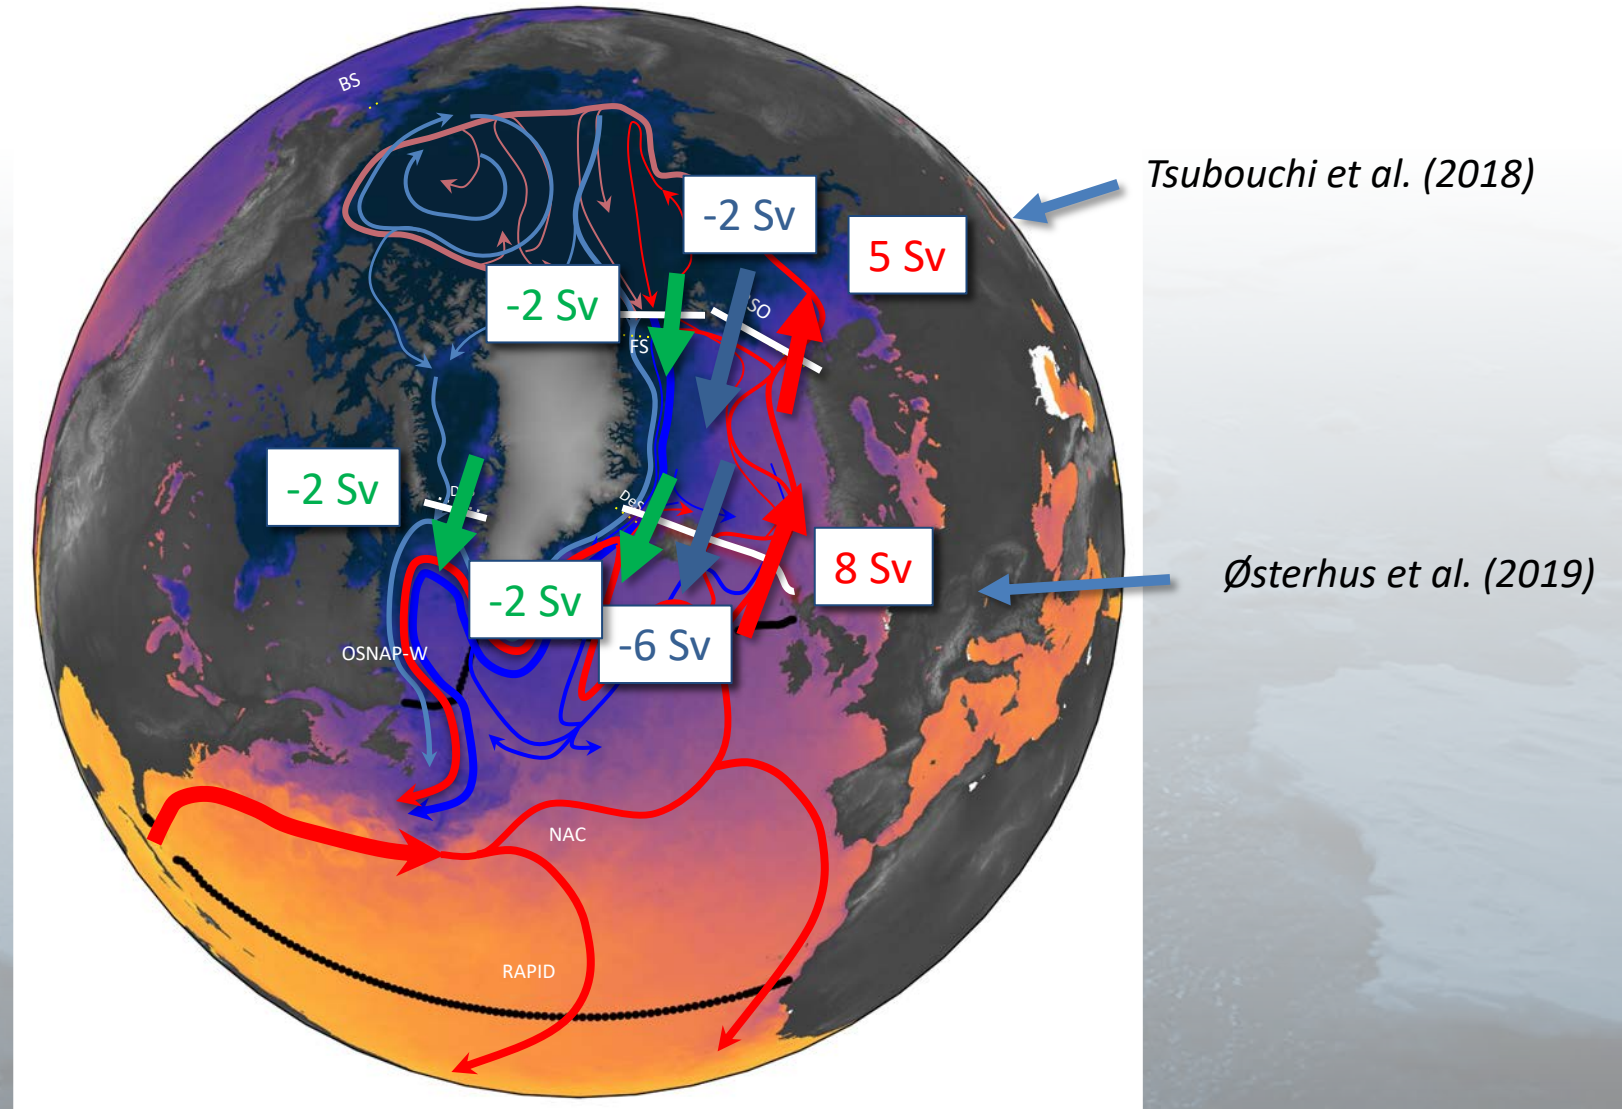 BS
Tsubouchi et al. (2018)
-2 Sv
5 Sv
-2 Sv
SO
FS
-2 Sv
Des
Østerhus et al. (2019)
8 Sv
-2 Sv
-6 Sv
OSNAP-W
NAC
RAPID